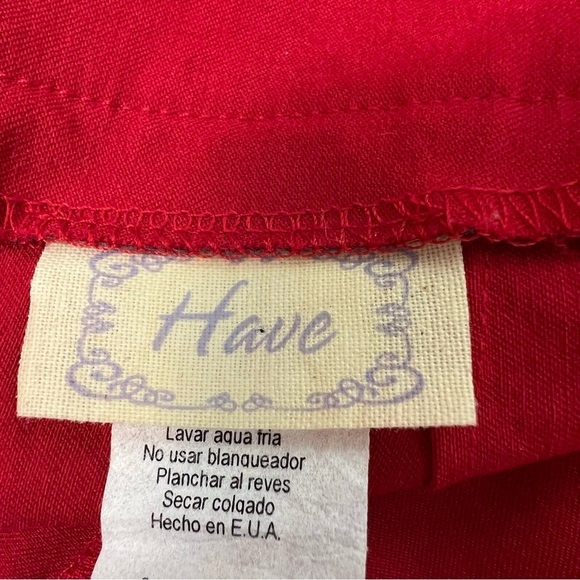 Have
Lavar agua fria
No usar blanqueador
Planchar al reves
Secar colgado
Hecho en E.U.A.